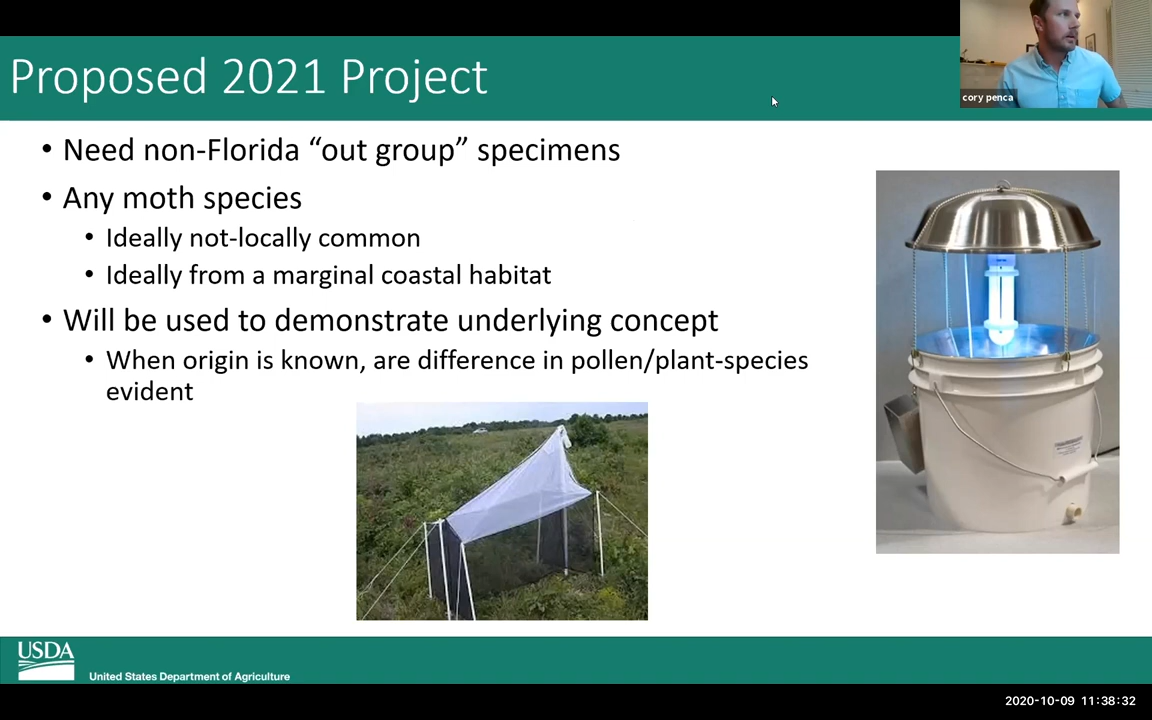 Proposed 2021 Project
cory penca
• Need non-Florida “out group” specimens
• Any moth species
• Ideally not-locally common
• Ideally from a marginal coastal habitat
• Will be used to demonstrate underlying concept
• When origin is known, are difference in pollen/plant-species
evident
USDA
United States Department of Agriculture
2020-10-09 11:38:32